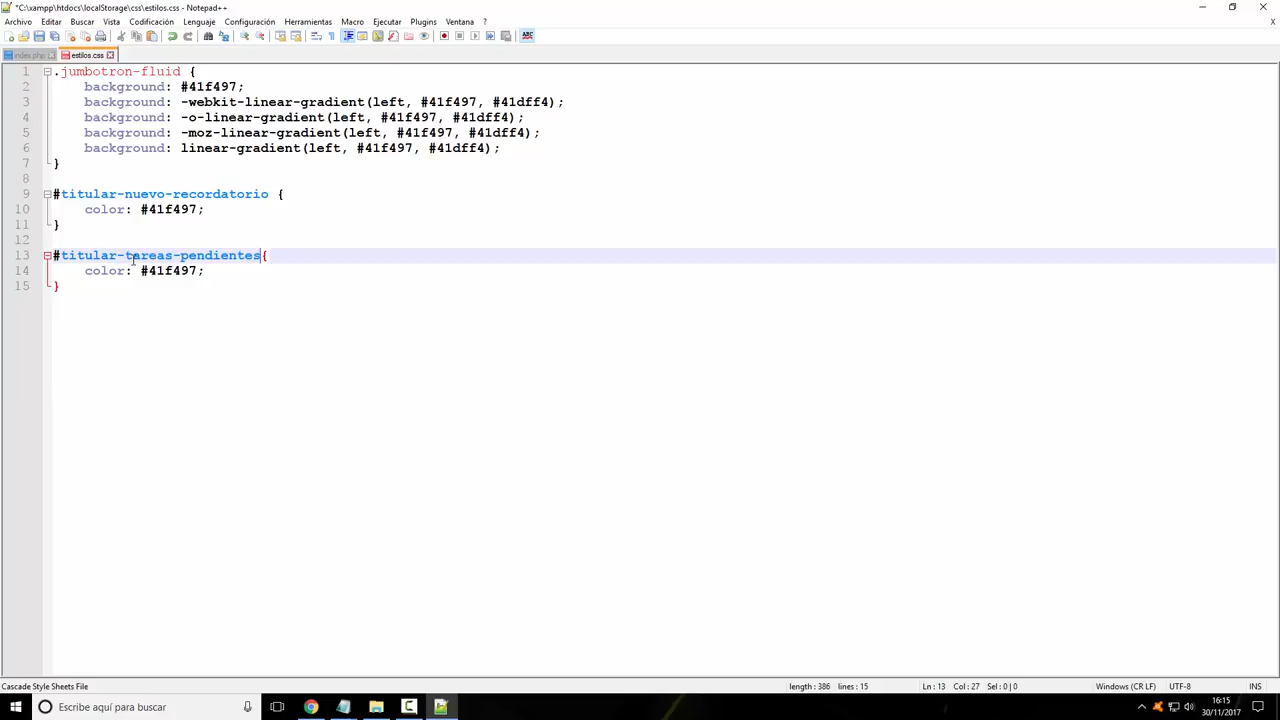 *C:\xampp\htdocs\localStorage\css\estilos.css - Notepad++
Archivo Editar Buscar Vista Codificación Lenguaje Configuración Herramientas Macro Ejecutar Plugins Ventana ?
index.php estilos.css
1 .jumbotron-fluid {
2 background: #41f497;
3 background: -webkit-linear-gradient(left, #41f497, #41dff4);
4 background: -o-linear-gradient(left, #41f497, #41dff4);
5 background: -moz-linear-gradient(left, #41f497, #41dff4);
6 background: linear-gradient(left, #41f497, #41dff4);
7 }
8
9 #titular-nuevo-recordatorio {
10 color: #41f497;
11 }
12
13 #titular-tareas-pendientes{
14 color: #41f497;
15 }
Cascade Style Sheets File length : 386 lines : 15 Ln : 13 Col : 27 Sel : 0 | 0 Windows (CR LF) UTF-8 INS
Escribe aquí para buscar
16:15
30/11/2017